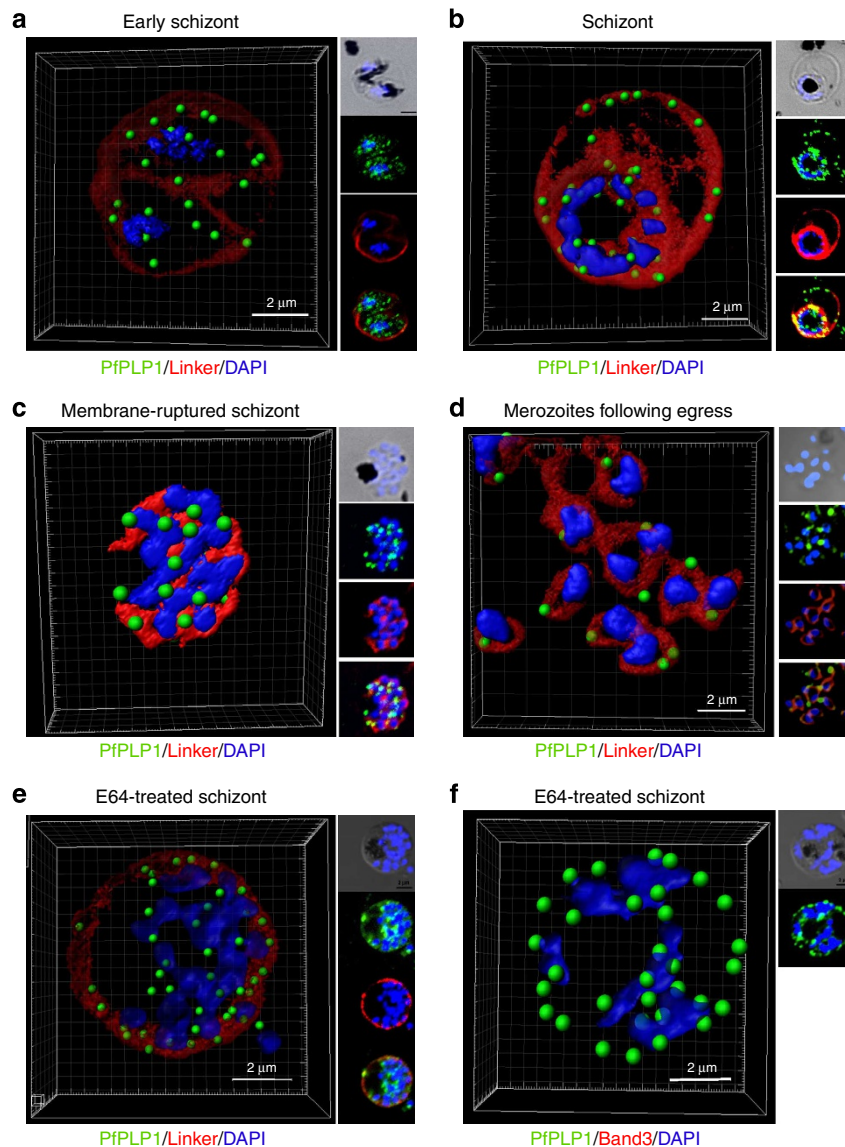 a Early schizont
2 µm
PfPLP1/Linker/DAPI
b Schizont
2 µm
PfPLP1/Linker/DAPI
c Membrane-ruptured schizont
PfPLP1/Linker/DAPI
d Merozoites following egress
2 µm
PfPLP1/Linker/DAPI
e E64-treated schizont
2 µm
PfPLP1/Linker/DAPI
f E64-treated schizont
2 µm
PfPLP1/Band3/DAPI